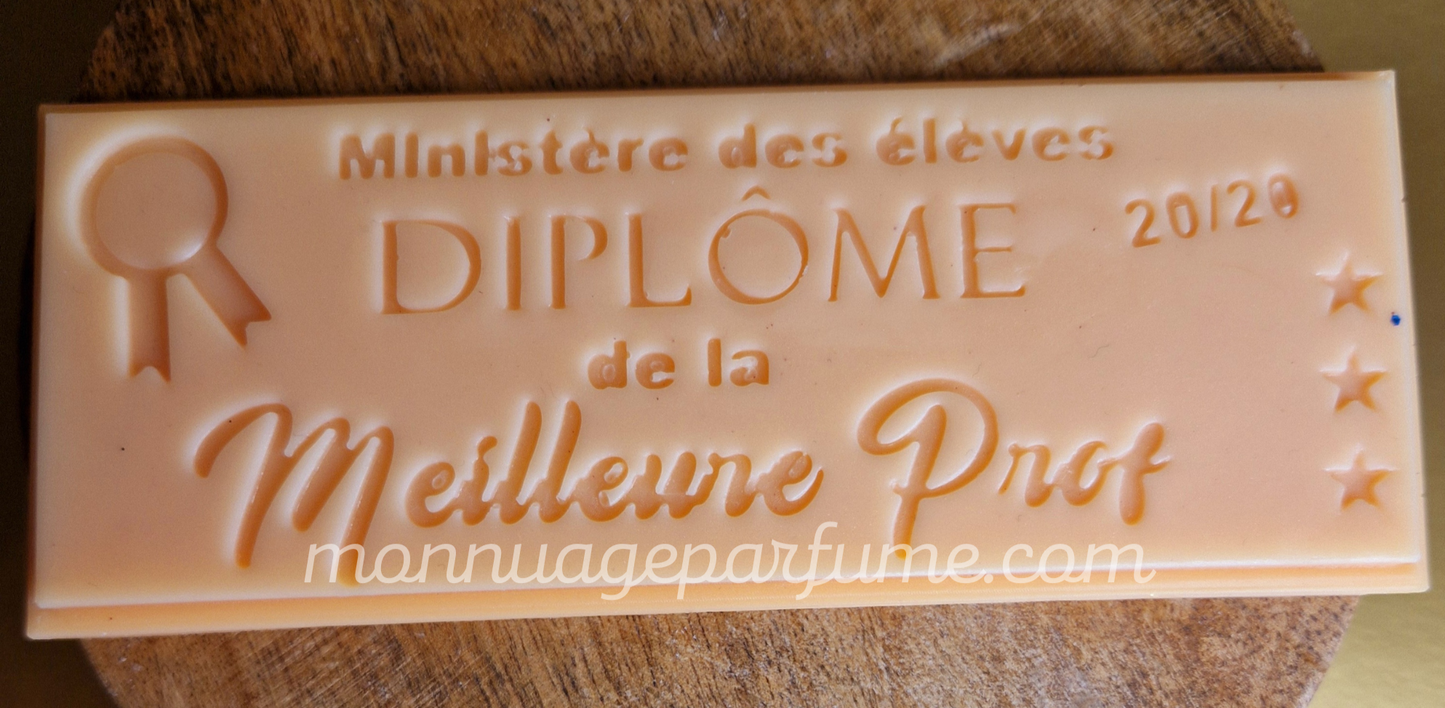 Ministère des élèves
DIPLÔME
20/20
de la
Meilleure Prof
monnuageparfume.com